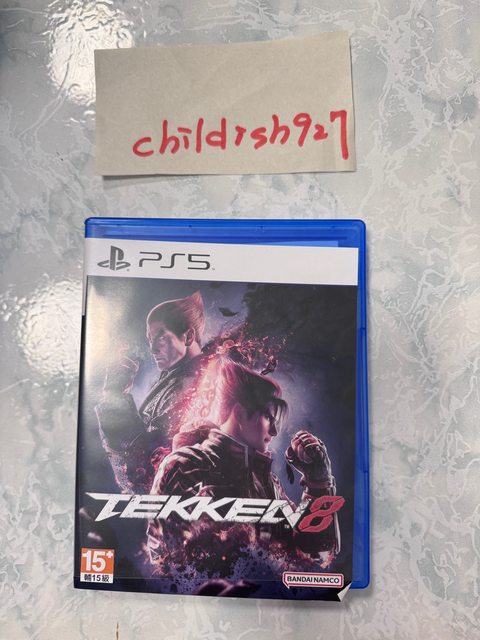 childish927
PS5
TEKKEN 8
15+
輔15級
BANDAI NAMCO